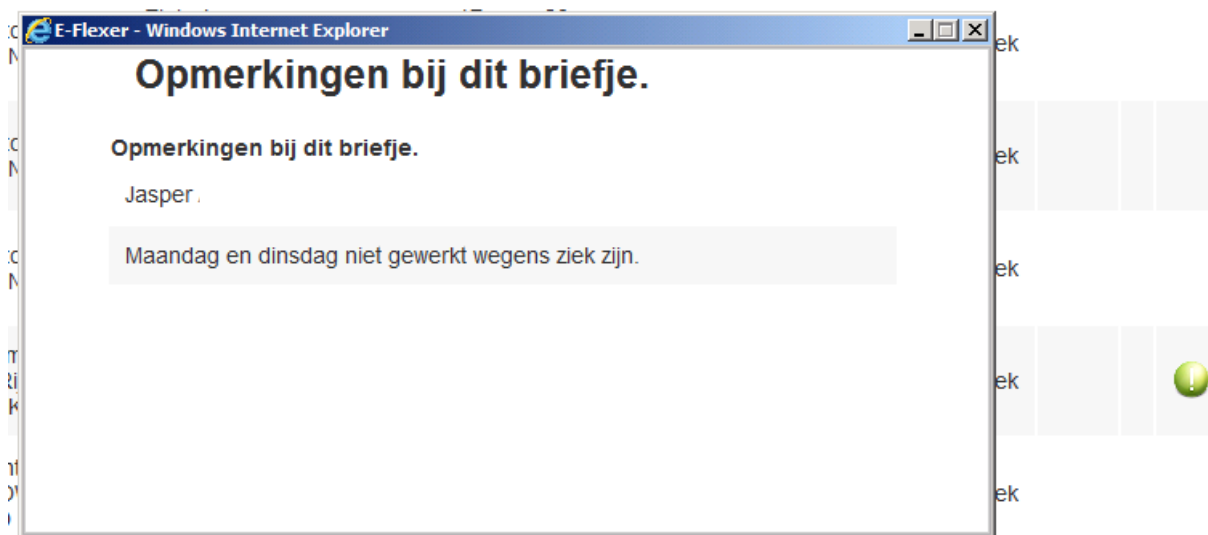 E-Flexer - Windows Internet Explorer
Opmerkingen bij dit briefje.
Opmerkingen bij dit briefje.
Jasper
Maandag en dinsdag niet gewerkt wegens ziek zijn.
ek
ek
ek
ek
ek